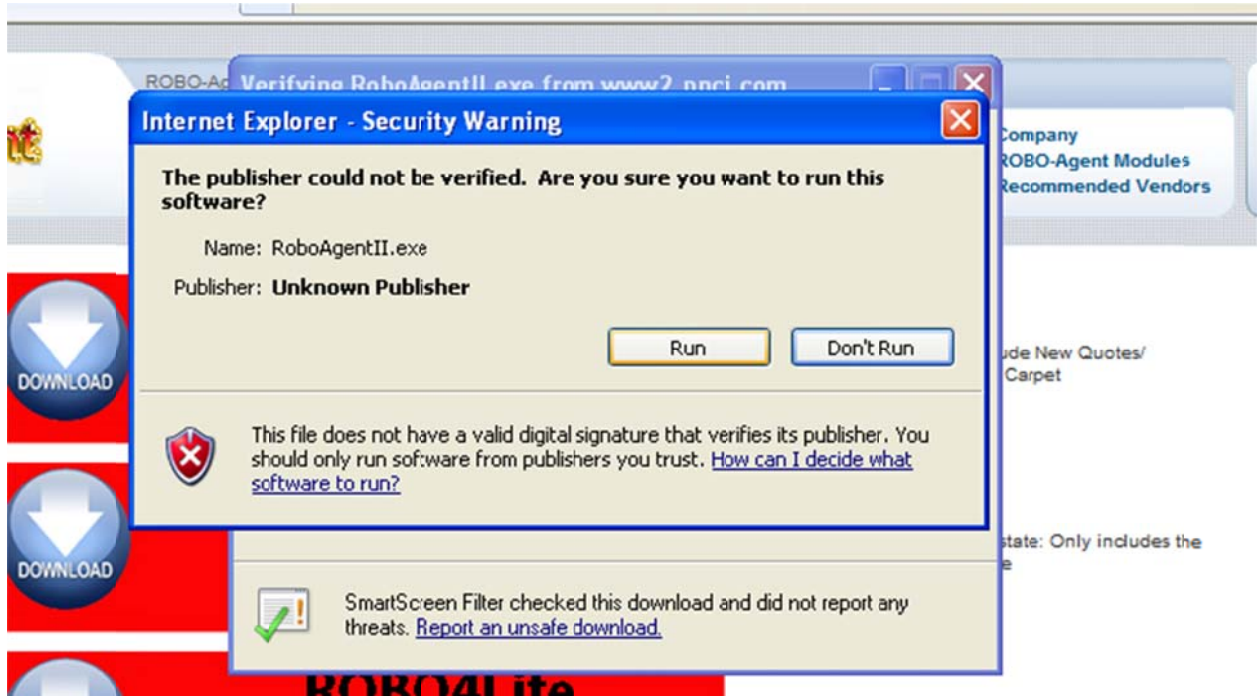 ROBO-Ag
Verifying RoboAgentII.exe from www2.nnci.com
Internet Explorer - Security Warning
The publisher could not be verified. Are you sure you want to run this
software?
Name: RoboAgentII.exe
Publisher: Unknown Publisher
Run
Don't Run
This file does not have a valid digital signature that verifies its publisher. You
should only run software from publishers you trust. How can I decide what
software to run?
SmartScreen Filter checked this download and did not report any
threats. Report an unsafe download.
Company
ROBO-Agent Modules
Recommended Vendors
ude New Quotes/
Carpet
state: Only includes the
DOWNLOAD
DOWNLOAD
ROBO4Lite